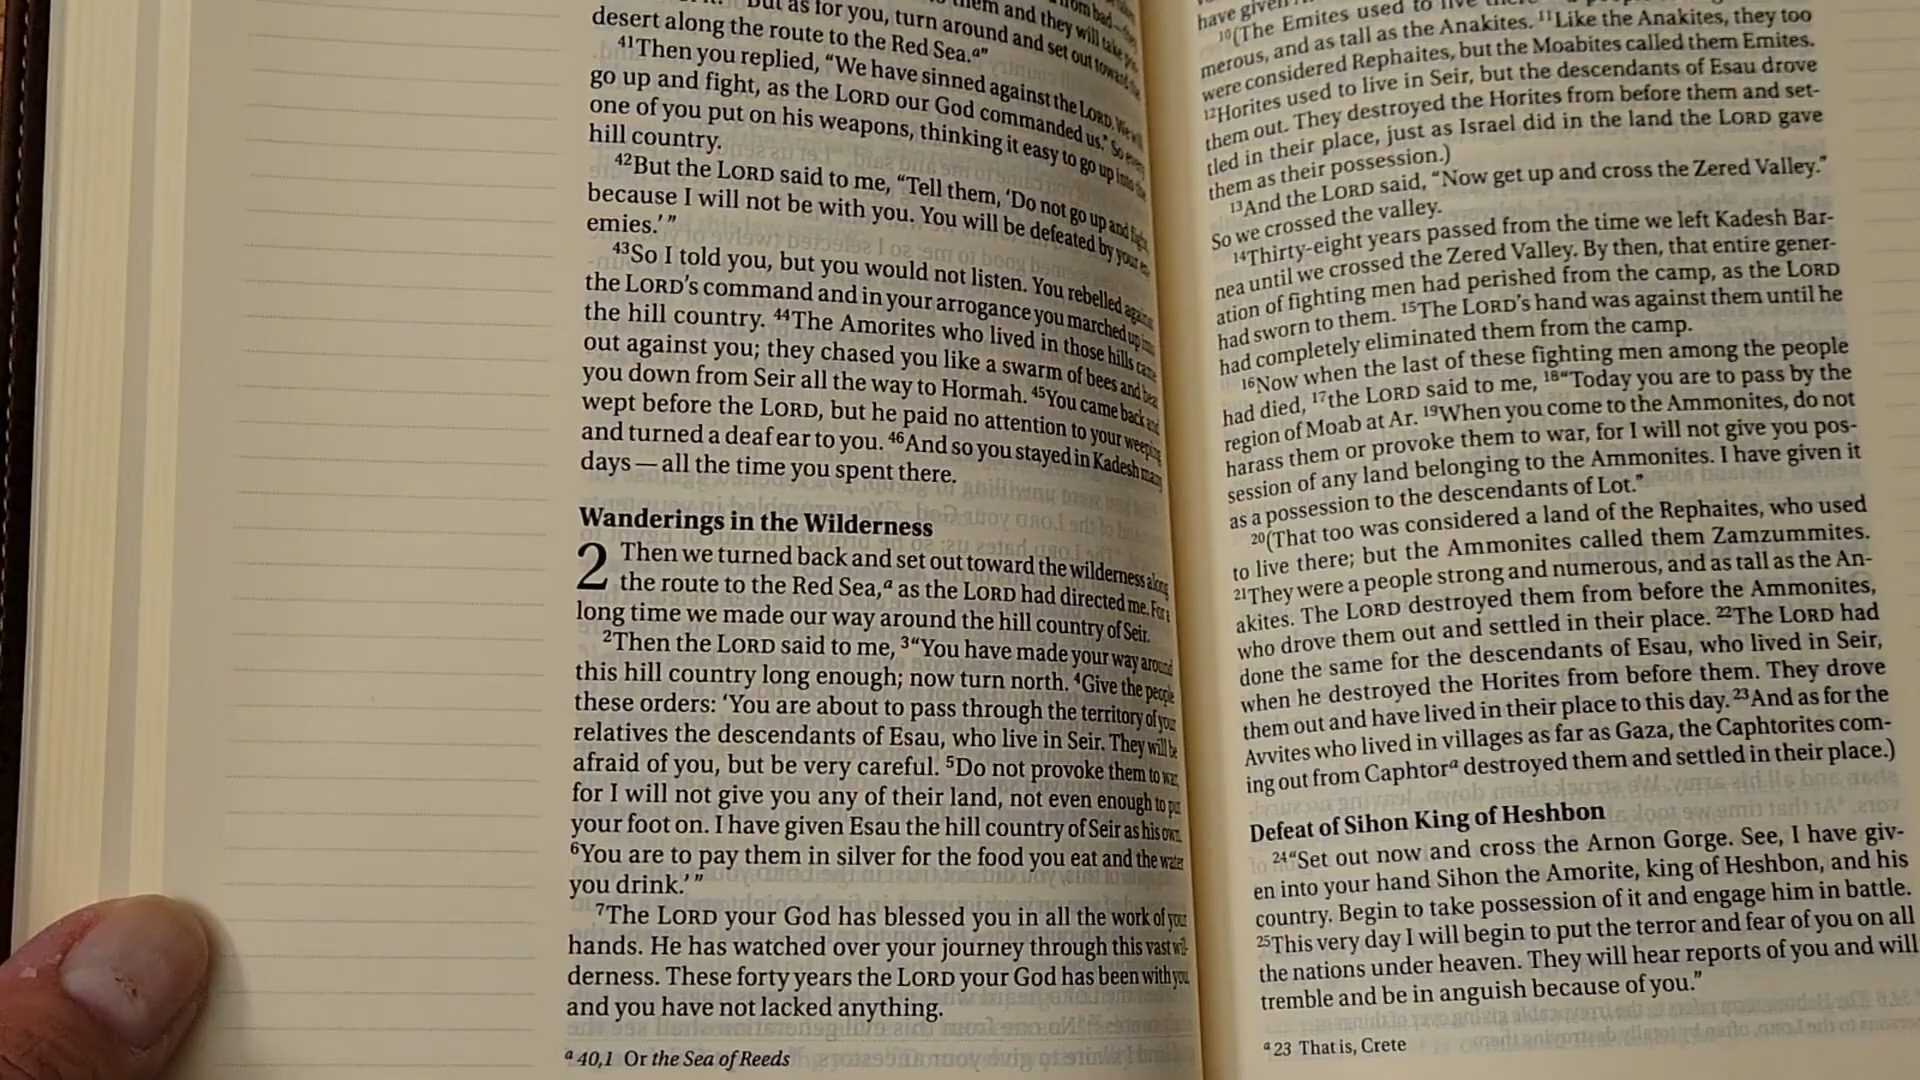 But as for you, turn around and set out toward the
desert along the route to the Red Sea.a”
41Then you replied, “We have sinned against the LORD. We will
go up and fight, as the LORD our God commanded us.” So every
one of you put on his weapons, thinking it easy to go up into the
hill country.
42But the LORD said to me, “Tell them, ‘Do not go up and fight,
because I will not be with you. You will be defeated by your en-
emies.’”
43So I told you, but you would not listen. You rebelled against
the LORD’s command and in your arrogance you marched up into
the hill country. 44The Amorites who lived in those hills came
out against you; they chased you like a swarm of bees and beat
you down from Seir all the way to Hormah. 45You came back and
wept before the LORD, but he paid no attention to your weeping
and turned a deaf ear to you. 46And so you stayed in Kadesh many
days — all the time you spent there.
Wanderings in the Wilderness
2 Then we turned back and set out toward the wilderness along
the route to the Red Sea,a as the LORD had directed me. For a
long time we made our way around the hill country of Seir.
2Then the LORD said to me, 3“You have made your way around
this hill country long enough; now turn north. 4Give the people
these orders: ‘You are about to pass through the territory of your
relatives the descendants of Esau, who live in Seir. They will be
afraid of you, but be very careful. 5Do not provoke them to war,
for I will not give you any of their land, not even enough to put
your foot on. I have given Esau the hill country of Seir as his own.
6You are to pay them in silver for the food you eat and the water
you drink.’”
7The LORD your God has blessed you in all the work of your
hands. He has watched over your journey through this vast wil-
derness. These forty years the LORD your God has been with you,
and you have not lacked anything.
a 40,1 Or the Sea of Reeds
have given
10(The Emites used to live there
merous, and as tall as the Anakites. 11Like the Anakites, they too
were considered Rephaites, but the Moabites called them Emites.
12Horites used to live in Seir, but the descendants of Esau drove
them out. They destroyed the Horites from before them and set-
tled in their place, just as Israel did in the land the LORD gave
them as their possession.)
13And the LORD said, “Now get up and cross the Zered Valley.”
So we crossed the valley.
14Thirty-eight years passed from the time we left Kadesh Bar-
nea until we crossed the Zered Valley. By then, that entire gener-
ation of fighting men had perished from the camp, as the LORD
had sworn to them. 15The LORD’s hand was against them until he
had completely eliminated them from the camp.
16Now when the last of these fighting men among the people
had died, 17the LORD said to me, 18“Today you are to pass by the
region of Moab at Ar. 19When you come to the Ammonites, do not
harass them or provoke them to war, for I will not give you pos-
session of any land belonging to the Ammonites. I have given it
as a possession to the descendants of Lot.”
20(That too was considered a land of the Rephaites, who used
to live there; but the Ammonites called them Zamzummites.
21They were a people strong and numerous, and as tall as the An-
akites. The LORD destroyed them from before the Ammonites,
who drove them out and settled in their place. 22The LORD had
done the same for the descendants of Esau, who lived in Seir,
when he destroyed the Horites from before them. They drove
them out and have lived in their place to this day. 23And as for the
Avvites who lived in villages as far as Gaza, the Caphtorites com-
ing out from Caphtora destroyed them and settled in their place.)
Defeat of Sihon King of Heshbon
24“Set out now and cross the Arnon Gorge. See, I have giv-
en into your hand Sihon the Amorite, king of Heshbon, and his
country. Begin to take possession of it and engage him in battle.
25This very day I will begin to put the terror and fear of you on all
the nations under heaven. They will hear reports of you and will
tremble and be in anguish because of you.”
a 23 That is, Crete